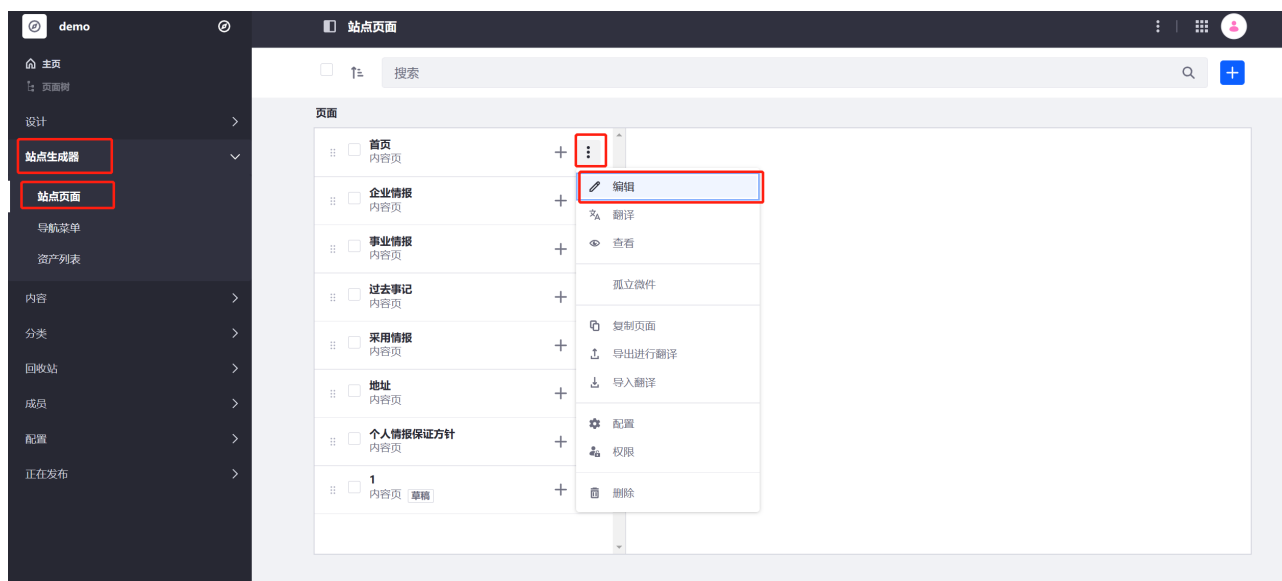 demo
站点页面
主页
页面树
设计
站点生成器
站点页面
导航菜单
资产列表
内容
分类
回收站
成员
配置
正在发布
搜索
页面
首页
内容页
企业情报
内容页
事业情报
内容页
过去事记
内容页
采用情报
内容页
地址
内容页
个人情报保证方针
内容页
1
内容页 草稿
编辑
翻译
查看
孤立微件
复制页面
导出进行翻译
导入翻译
配置
权限
删除